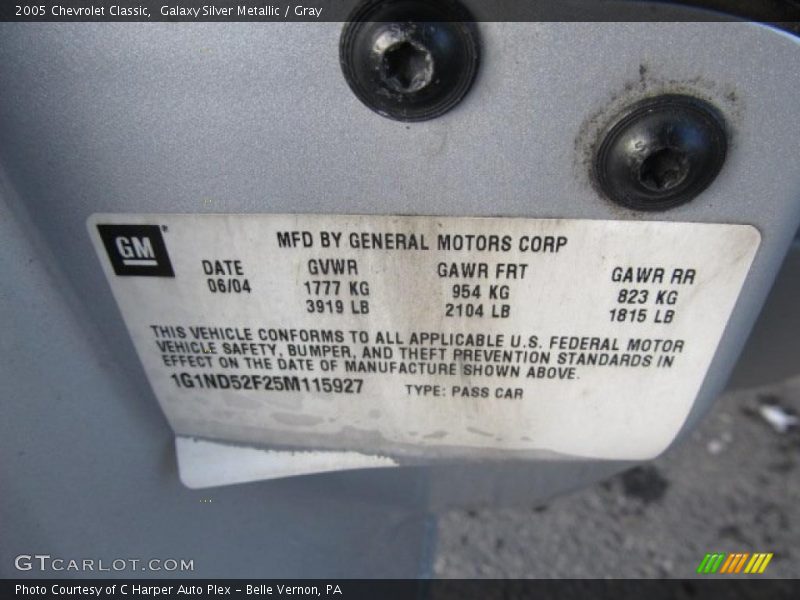 2005 Chevrolet Classic, Galaxy Silver Metallic / Gray
GM
MFD BY GENERAL MOTORS CORP
DATE GVWR GAWR FRT GAWR RR
06/04 1777 KG 954 KG 823 KG
3919 LB 2104 LB 1815 LB
THIS VEHICLE CONFORMS TO ALL APPLICABLE U.S. FEDERAL MOTOR
VEHICLE SAFETY, BUMPER, AND THEFT PREVENTION STANDARDS IN
EFFECT ON THE DATE OF MANUFACTURE SHOWN ABOVE.
1G1ND52F25M115927 TYPE: PASS CAR
GTCARLOT.COM
Photo Courtesy of C Harper Auto Plex - Belle Vernon, PA